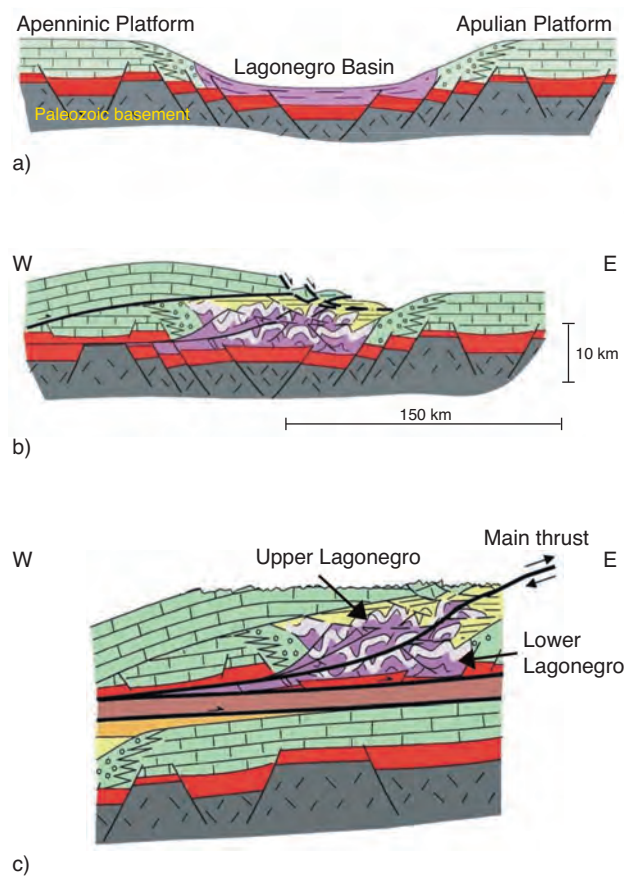 Apenninic Platform
Apulian Platform
Lagonegro Basin
Paleozoic basement
a)
W
E
10 km
150 km
b)
Main thrust
W
E
Upper Lagonegro
Lower
Lagonegro
c)